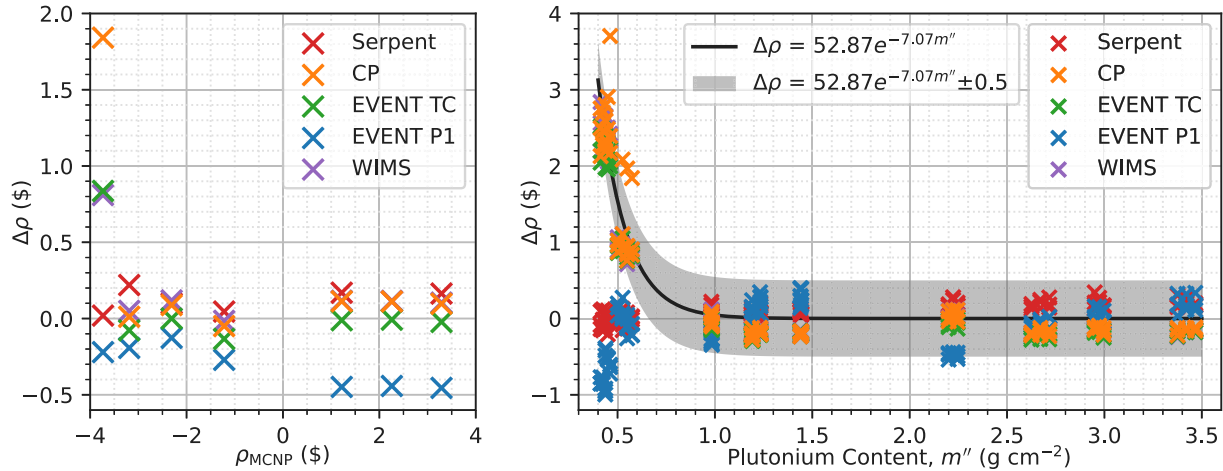 2.0
1.5
1.0
0.5
0.0
−0.5
−4
−2
0
2
4
Δρ ($)
ρMCNP ($)
Serpent
CP
EVENT TC
EVENT P1
WIMS
4
3
2
1
0
−1
0.5
1.0
1.5
2.0
2.5
3.0
3.5
Δρ ($)
Plutonium Content, m″ (g cm⁻²)
Δρ = 52.87e^{−7.07m″}
Δρ = 52.87e^{−7.07m″}±0.5
Serpent
CP
EVENT TC
EVENT P1
WIMS